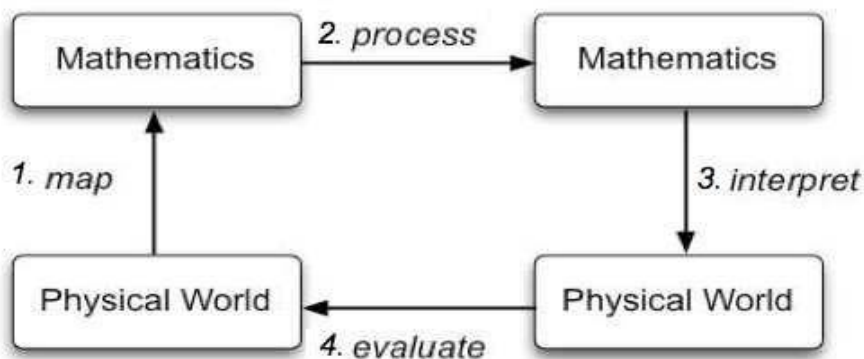 2. process
Mathematics
Mathematics
1. map
3. interpret
Physical World
Physical World
4. evaluate